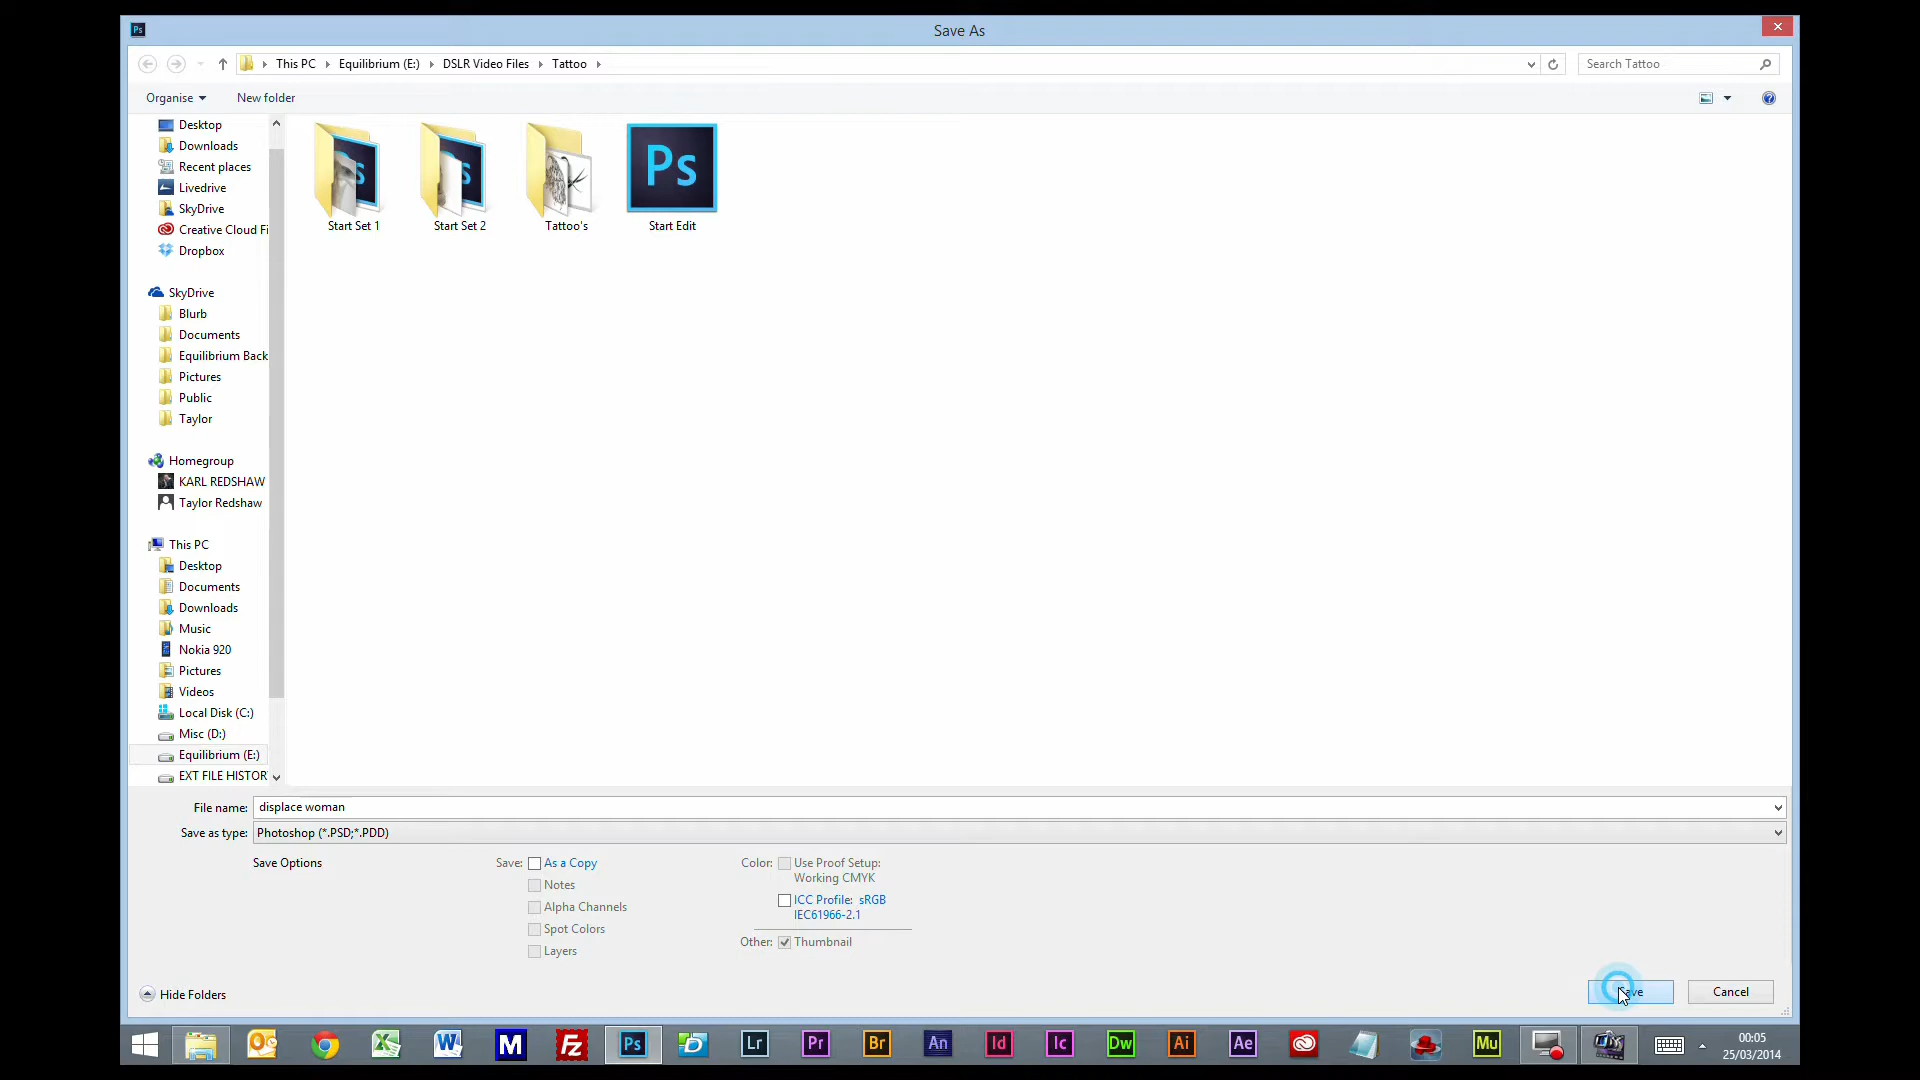 Ps
Save As
This PC
Equilibrium (E:)
DSLR Video Files
Tattoo
Search Tattoo
Organise
New folder
Desktop
Downloads
Recent places
Livedrive
SkyDrive
Creative Cloud Fi
Dropbox
SkyDrive
Blurb
Documents
Equilibrium Back
Pictures
Public
Taylor
Homegroup
KARL REDSHAW
Taylor Redshaw
This PC
Desktop
Documents
Downloads
Music
Nokia 920
Pictures
Videos
Local Disk (C:)
Misc (D:)
Equilibrium (E:)
EXT FILE HISTOR
Ps
Start Set 1
Start Set 2
Tattoo's
Start Edit
File name: displace woman
Save as type: Photoshop (*.PSD;*.PDD)
Save Options
Save: As a Copy
Notes
Alpha Channels
Spot Colors
Layers
Color: Use Proof Setup:
Working CMYK
ICC Profile: sRGB
IEC61966-2.1
Other: Thumbnail
Hide Folders
Cancel
Ps
Lr
Pr
Br
An
Id
Ic
Dw
Ai
Ae
Mu
00:05
25/03/2014